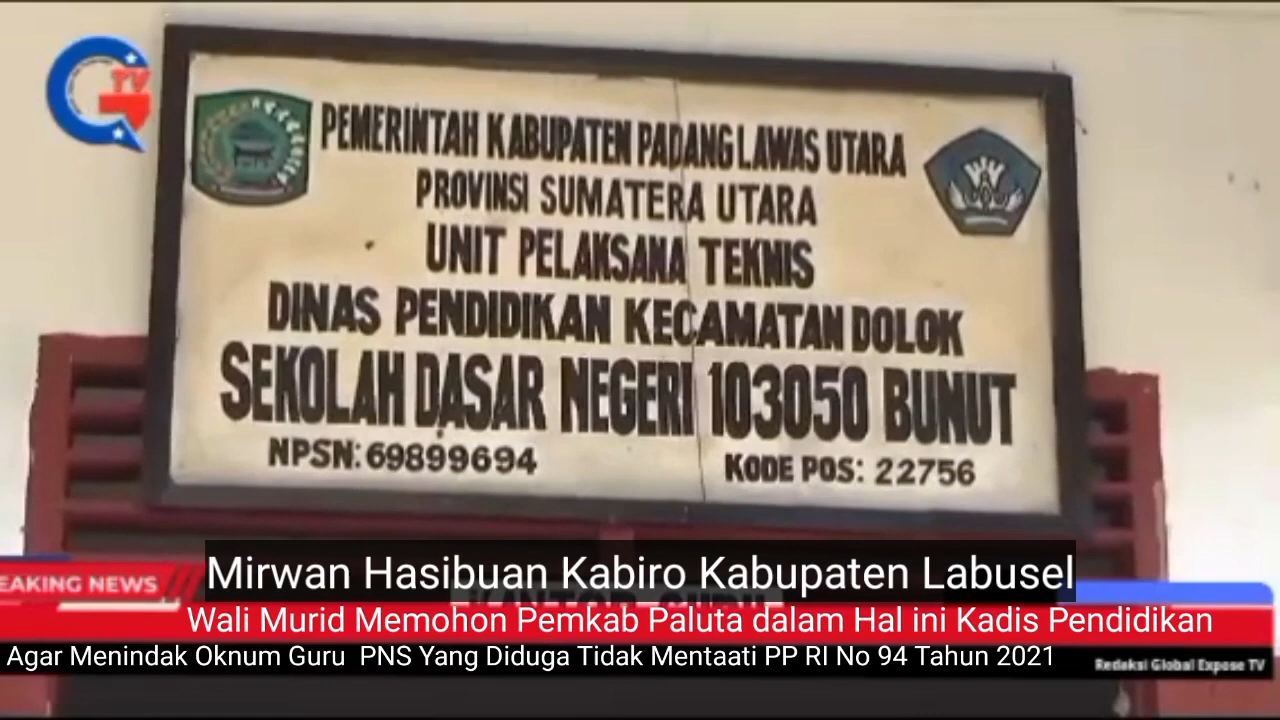 TV
PEMERINTAH KABUPATEN PADANG LAWAS UTARA
PROVINSI SUMATERA UTARA
UNIT PELAKSANA TEKNIS
DINAS PENDIDIKAN KECAMATAN DOLOK
SEKOLAH DASAR NEGERI 103050 BUNUT
NPSN: 69899694
KODE POS: 22756
EAKING NEWS
Mirwan Hasibuan Kabiro Kabupaten Labusel
Wali Murid Memohon Pemkab Paluta dalam Hal ini Kadis Pendidikan
Agar Menindak Oknum Guru PNS Yang Diduga Tidak Mentaati PP RI No 94 Tahun 2021
Redaksi Global Expose TV